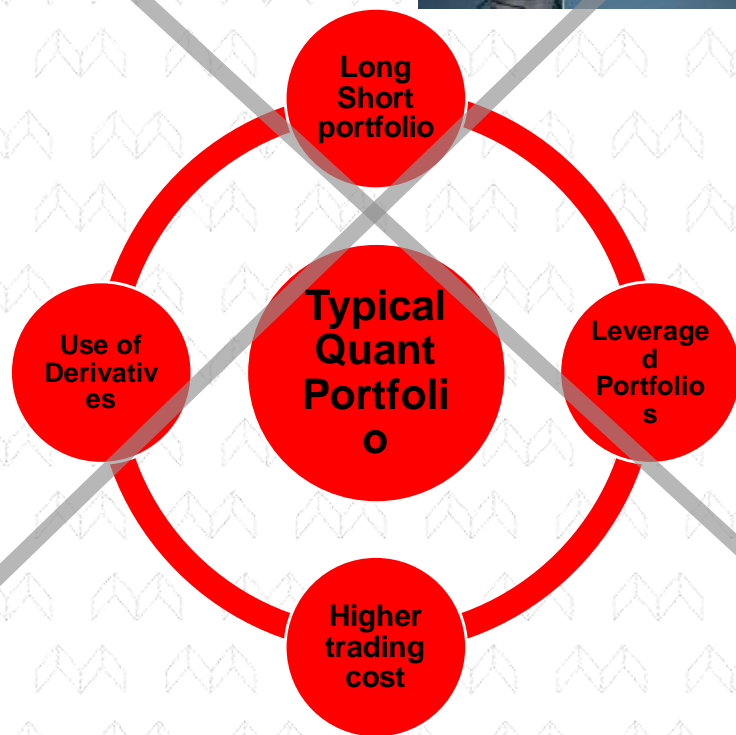 Long
Short
portfolio
Typical
Quant
Portfoli
o
Leverage
d
Portfolio
s
Higher
trading
cost
Use of
Derivativ
es